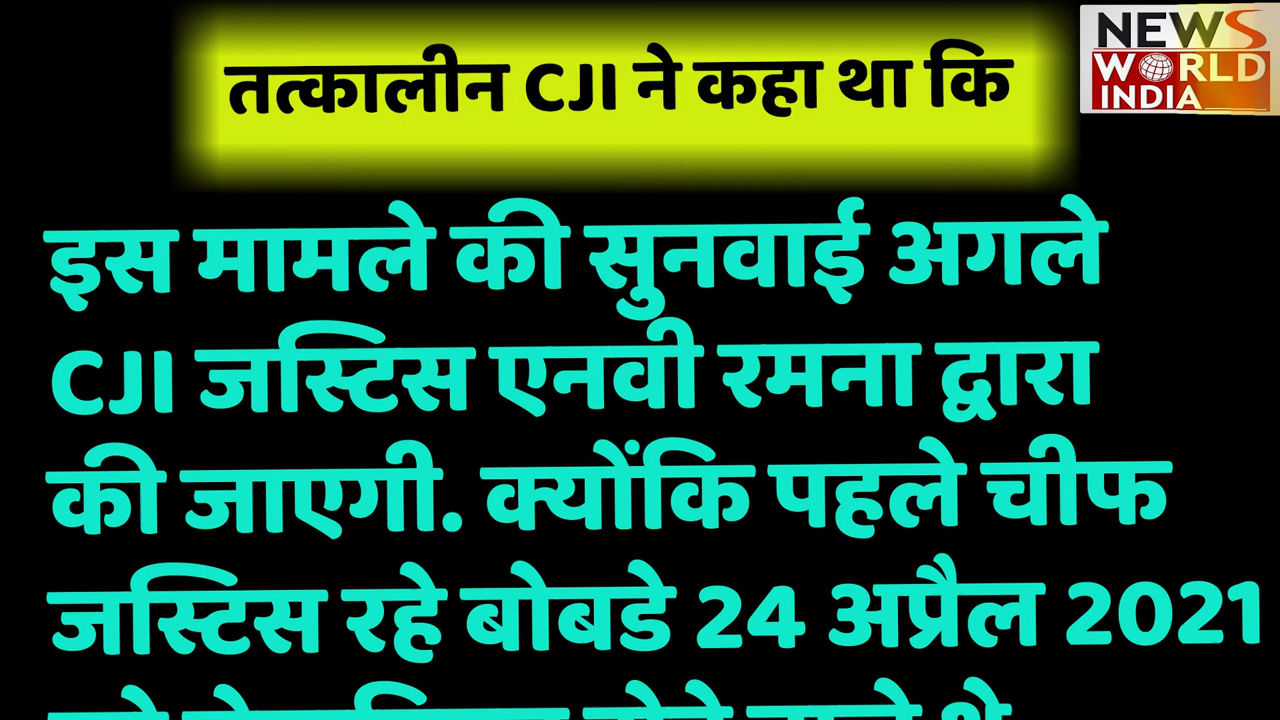 तत्कालीन CJI ने कहा था कि
NEWS
WORLD
INDIA
इस मामले की सुनवाई अगले
CJI जस्टिस एनवी रमना द्वारा
की जाएगी. क्योंकि पहले चीफ
जस्टिस रहे बोबडे 24 अप्रैल 2021